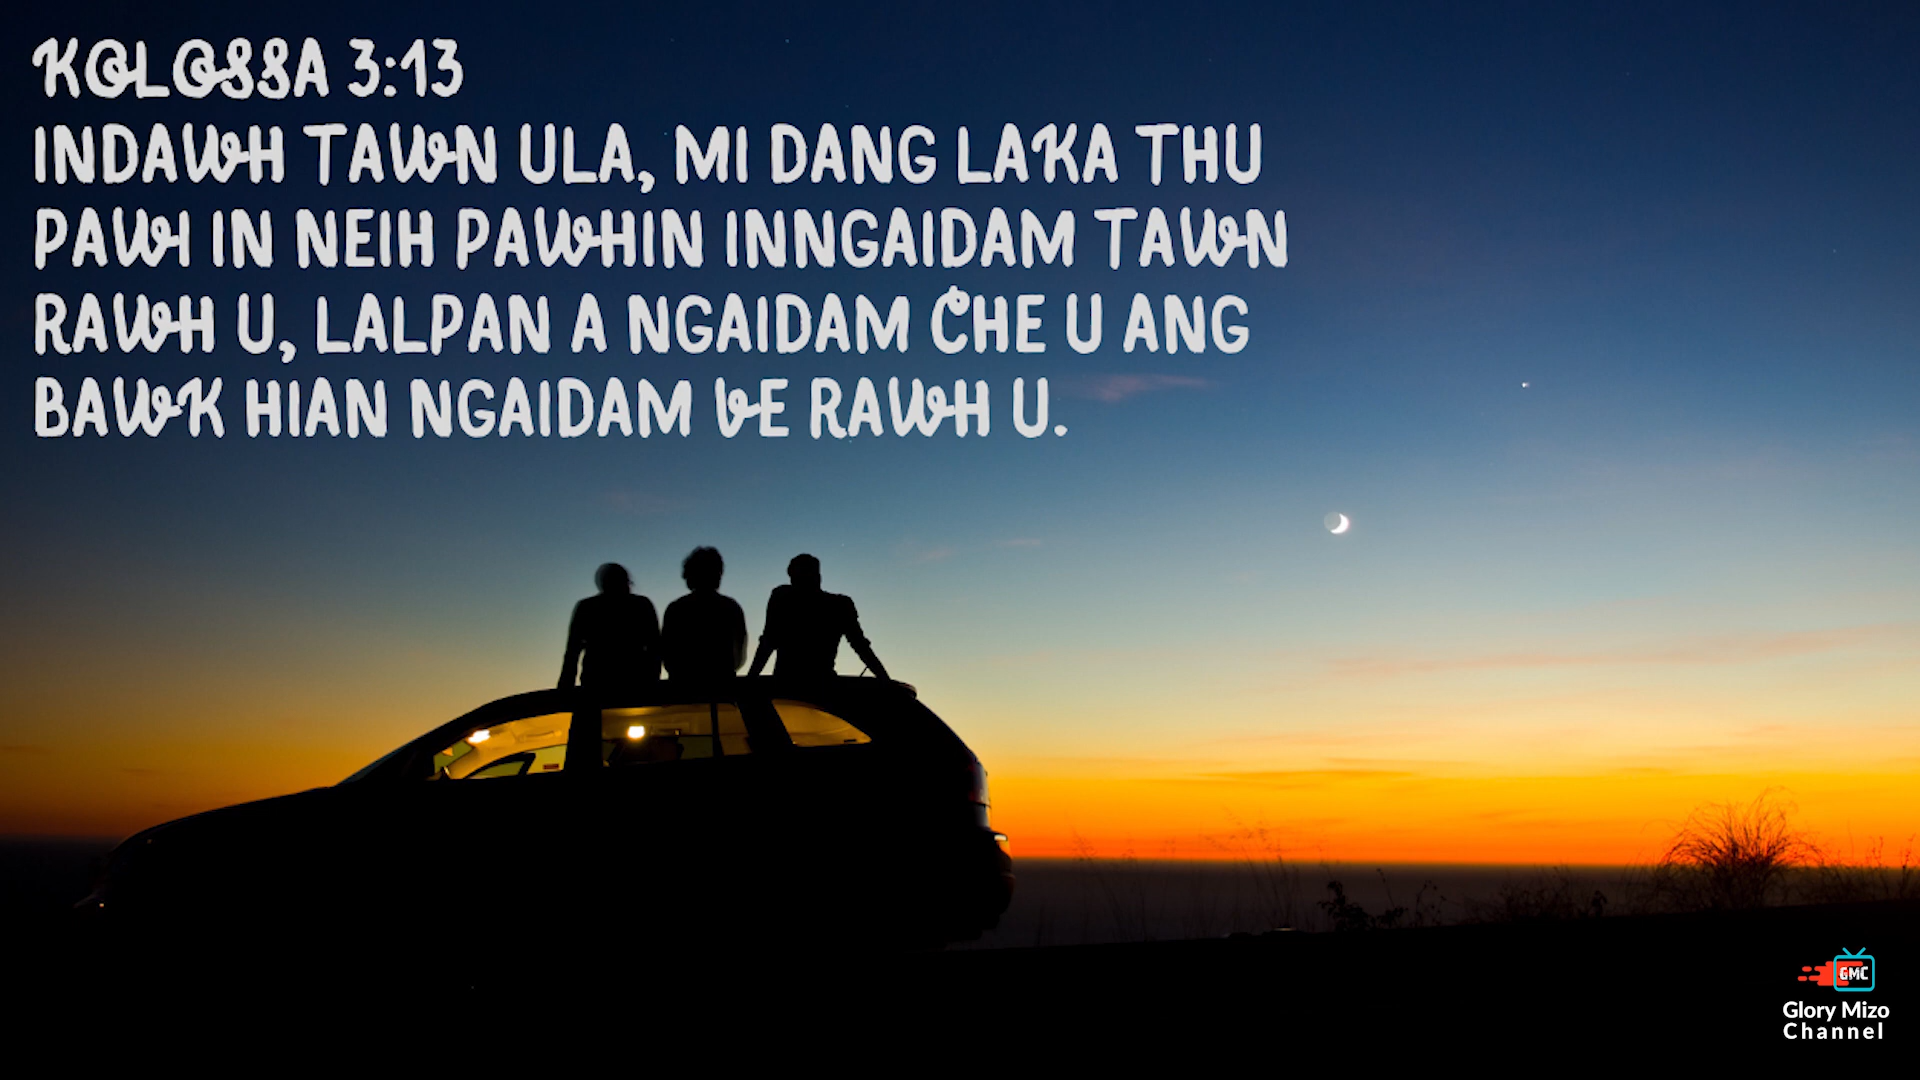 KOLOSSA 3:13
INDAWH TAWN ULA, MI DANG LAKA THU
PAWI IN NEIH PAWHIN INNGAIDAM TAWN
RAWH U, LALPAN A NGAIDAM CHE U ANG
BAWK HIAN NGAIDAM VE RAWH U.
GMC
Glory Mizo
Channel